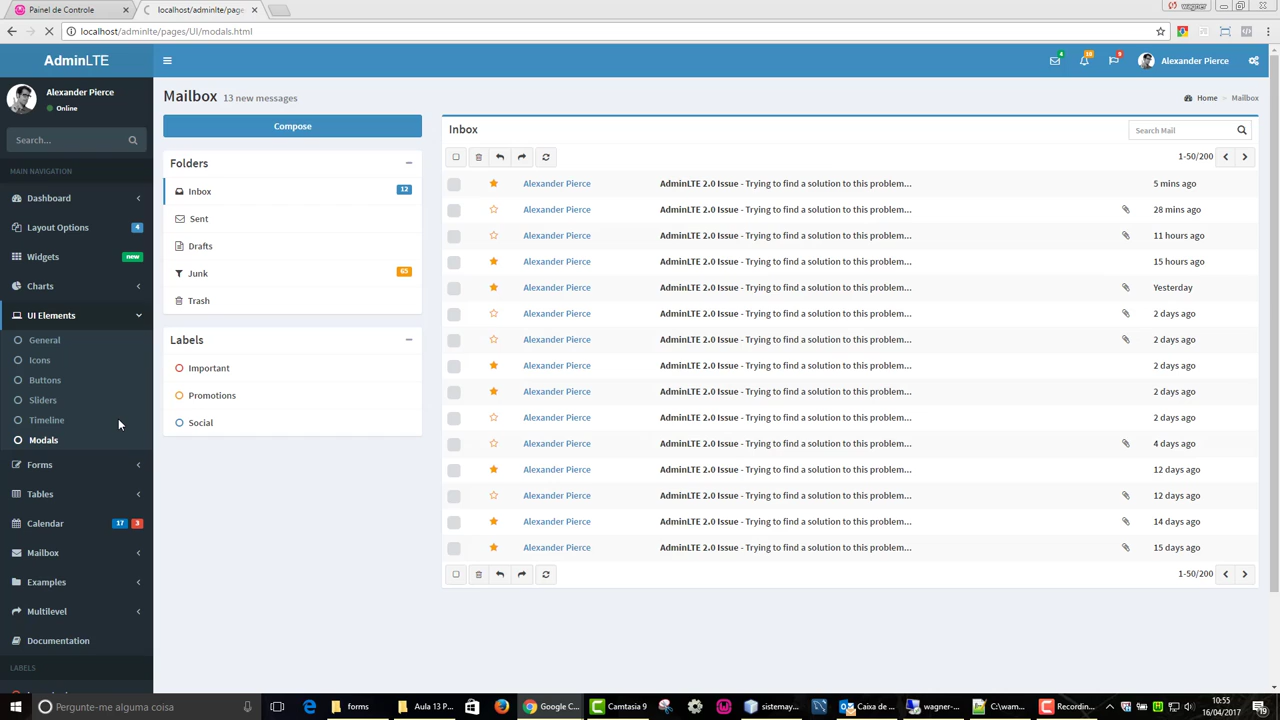 Painel de Controle
localhost/adminlte/page
wagner
localhost/adminlte/pages/UI/modals.html
AdminLTE
4
10
9
Alexander Pierce
Alexander Pierce
Online
Search...
MAIN NAVIGATION
Dashboard
Layout Options 4
Widgets new
Charts
UI Elements
General
Icons
Buttons
Sliders
Timeline
Modals
Forms
Tables
Calendar 17 3
Mailbox
Examples
Multilevel
Documentation
LABELS
Mailbox 13 new messages
Home > Mailbox
Compose
Folders
Inbox 12
Sent
Drafts
Junk 65
Trash
Labels
Important
Promotions
Social
Inbox
Search Mail
1-50/200
Alexander Pierce AdminLTE 2.0 Issue - Trying to find a solution to this problem... 5 mins ago
Alexander Pierce AdminLTE 2.0 Issue - Trying to find a solution to this problem... 28 mins ago
Alexander Pierce AdminLTE 2.0 Issue - Trying to find a solution to this problem... 11 hours ago
Alexander Pierce AdminLTE 2.0 Issue - Trying to find a solution to this problem... 15 hours ago
Alexander Pierce AdminLTE 2.0 Issue - Trying to find a solution to this problem... Yesterday
Alexander Pierce AdminLTE 2.0 Issue - Trying to find a solution to this problem... 2 days ago
Alexander Pierce AdminLTE 2.0 Issue - Trying to find a solution to this problem... 2 days ago
Alexander Pierce AdminLTE 2.0 Issue - Trying to find a solution to this problem... 2 days ago
Alexander Pierce AdminLTE 2.0 Issue - Trying to find a solution to this problem... 2 days ago
Alexander Pierce AdminLTE 2.0 Issue - Trying to find a solution to this problem... 2 days ago
Alexander Pierce AdminLTE 2.0 Issue - Trying to find a solution to this problem... 4 days ago
Alexander Pierce AdminLTE 2.0 Issue - Trying to find a solution to this problem... 12 days ago
Alexander Pierce AdminLTE 2.0 Issue - Trying to find a solution to this problem... 12 days ago
Alexander Pierce AdminLTE 2.0 Issue - Trying to find a solution to this problem... 14 days ago
Alexander Pierce AdminLTE 2.0 Issue - Trying to find a solution to this problem... 15 days ago
1-50/200
Pergunte-me alguma coisa
forms
Aula 13 P...
Google C...
Camtasia 9
sistemay...
Caixa de ...
wagner-...
C:\wam...
Recordin...
10:55
16/04/2017